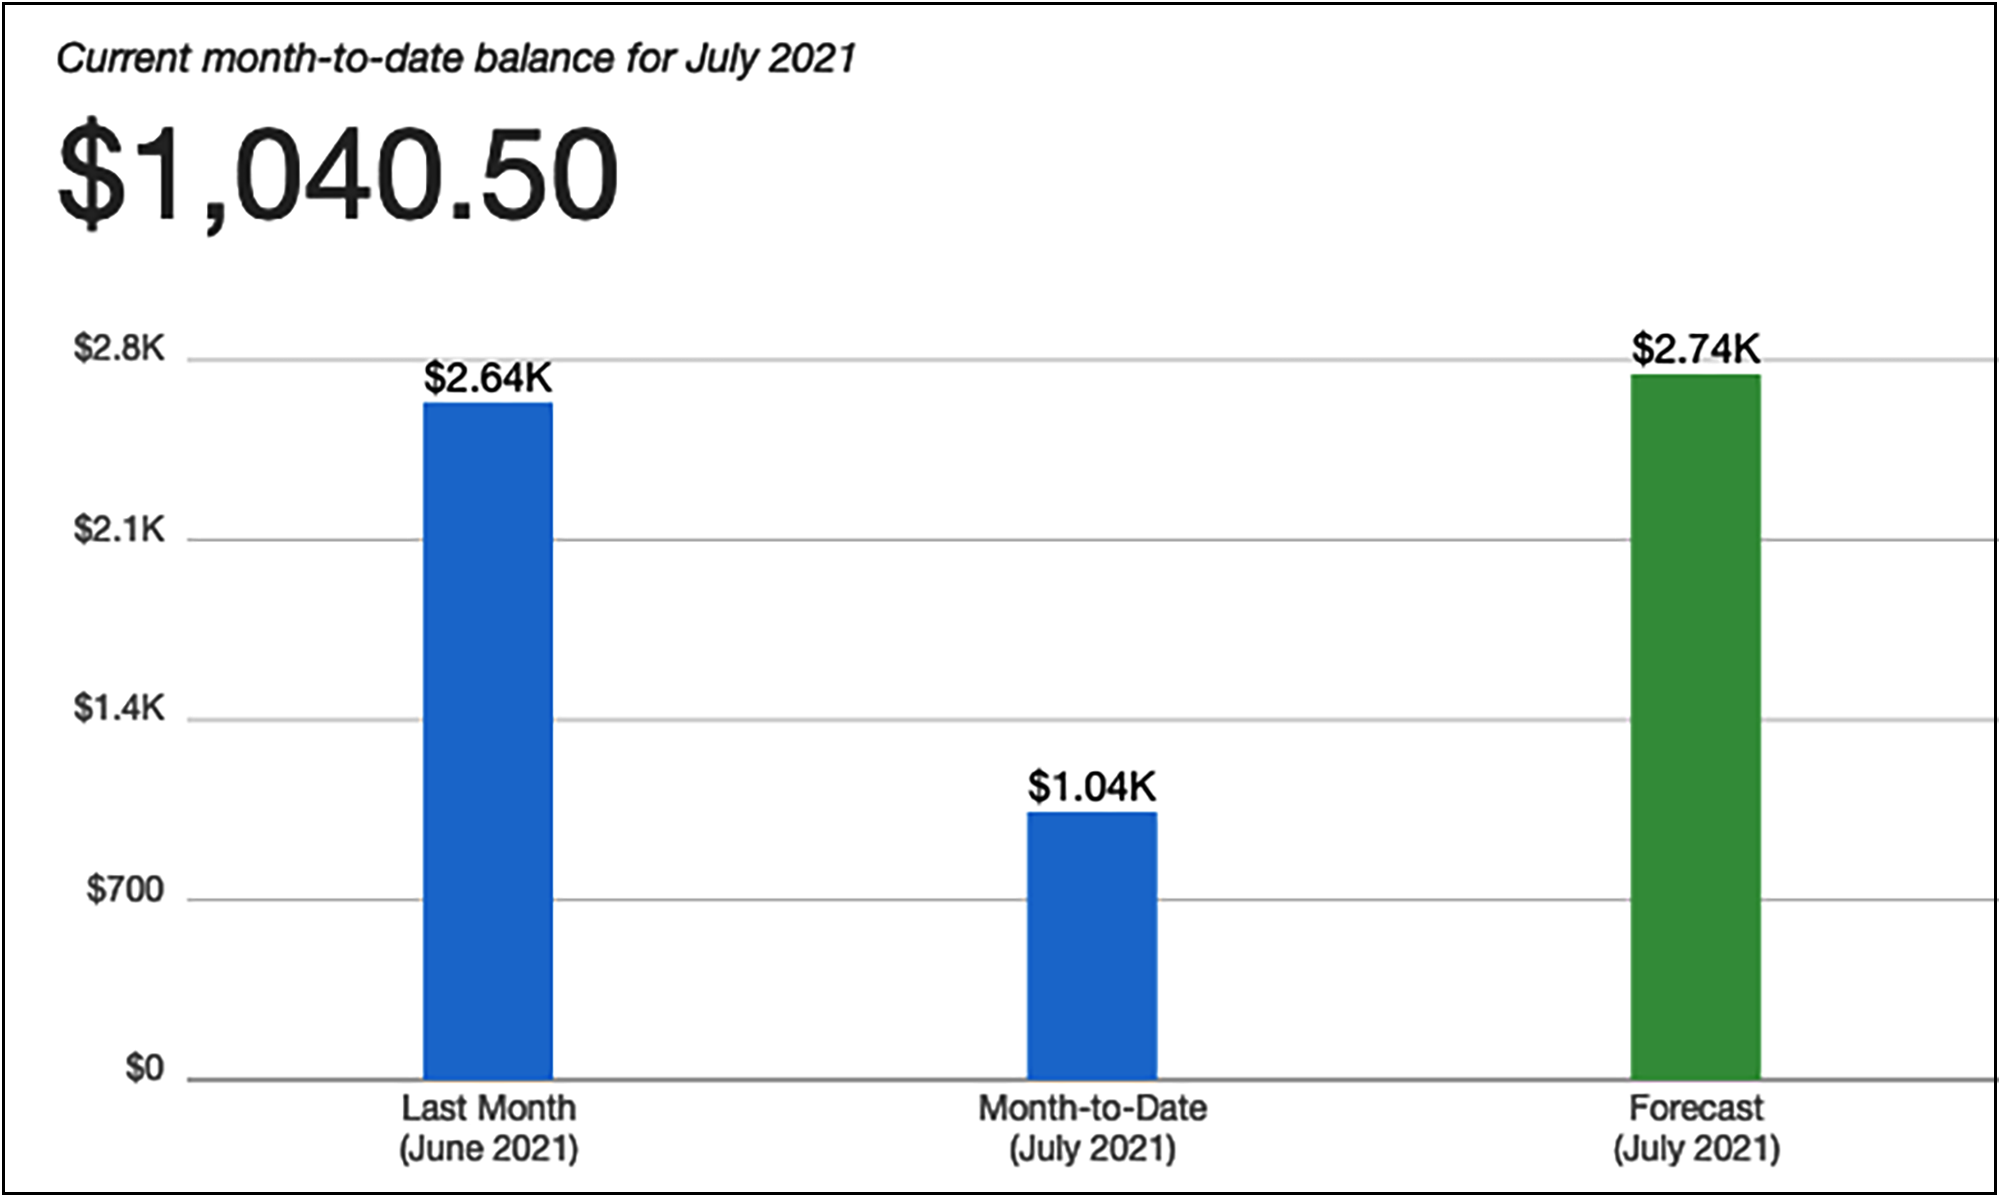 Current month-to-date balance for July 2021
$1,040.50
$2.8K
$2.64K
$2.74K
$2.1K
$1.4K
$1.04K
$700
$0
Last Month
(June 2021)
Month-to-Date
(July 2021)
Forecast
(July 2021)